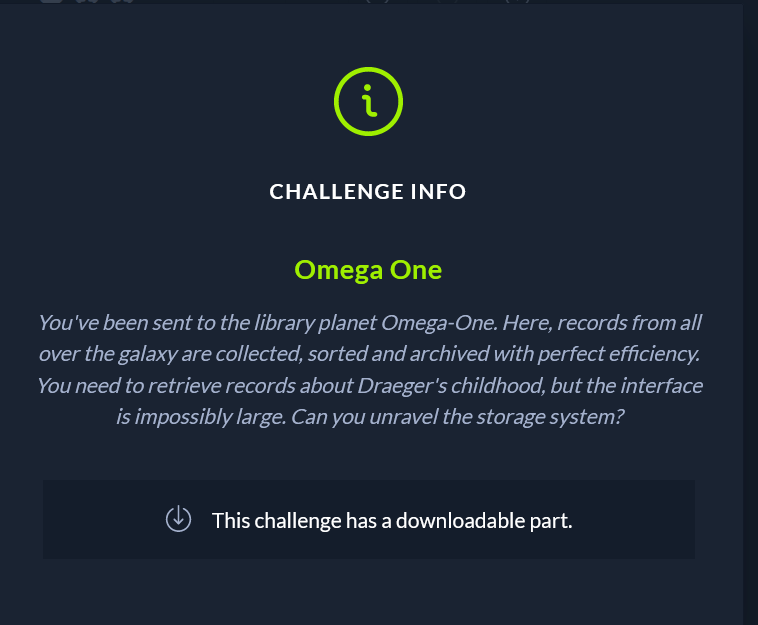 CHALLENGE INFO
Omega One
You've been sent to the library planet Omega-One. Here, records from all
over the galaxy are collected, sorted and archived with perfect efficiency.
You need to retrieve records about Draeger's childhood, but the interface
is impossibly large. Can you unravel the storage system?
This challenge has a downloadable part.